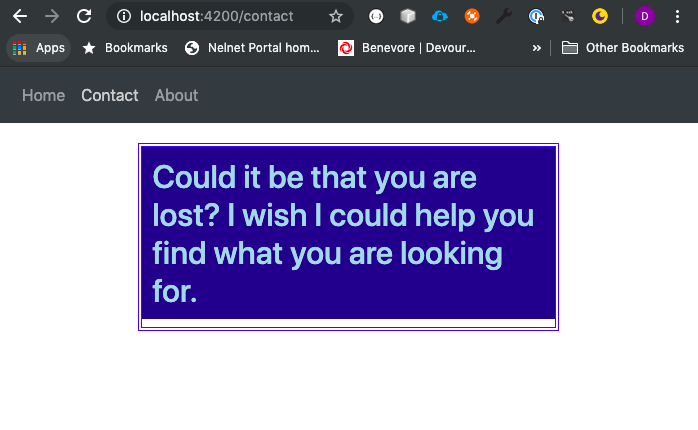 localhost:4200/contact
D
Apps Bookmarks Nelnet Portal hom... Benevore | Devour... » Other Bookmarks
Home Contact About
Could it be that you are
lost? I wish I could help you
find what you are looking
for.